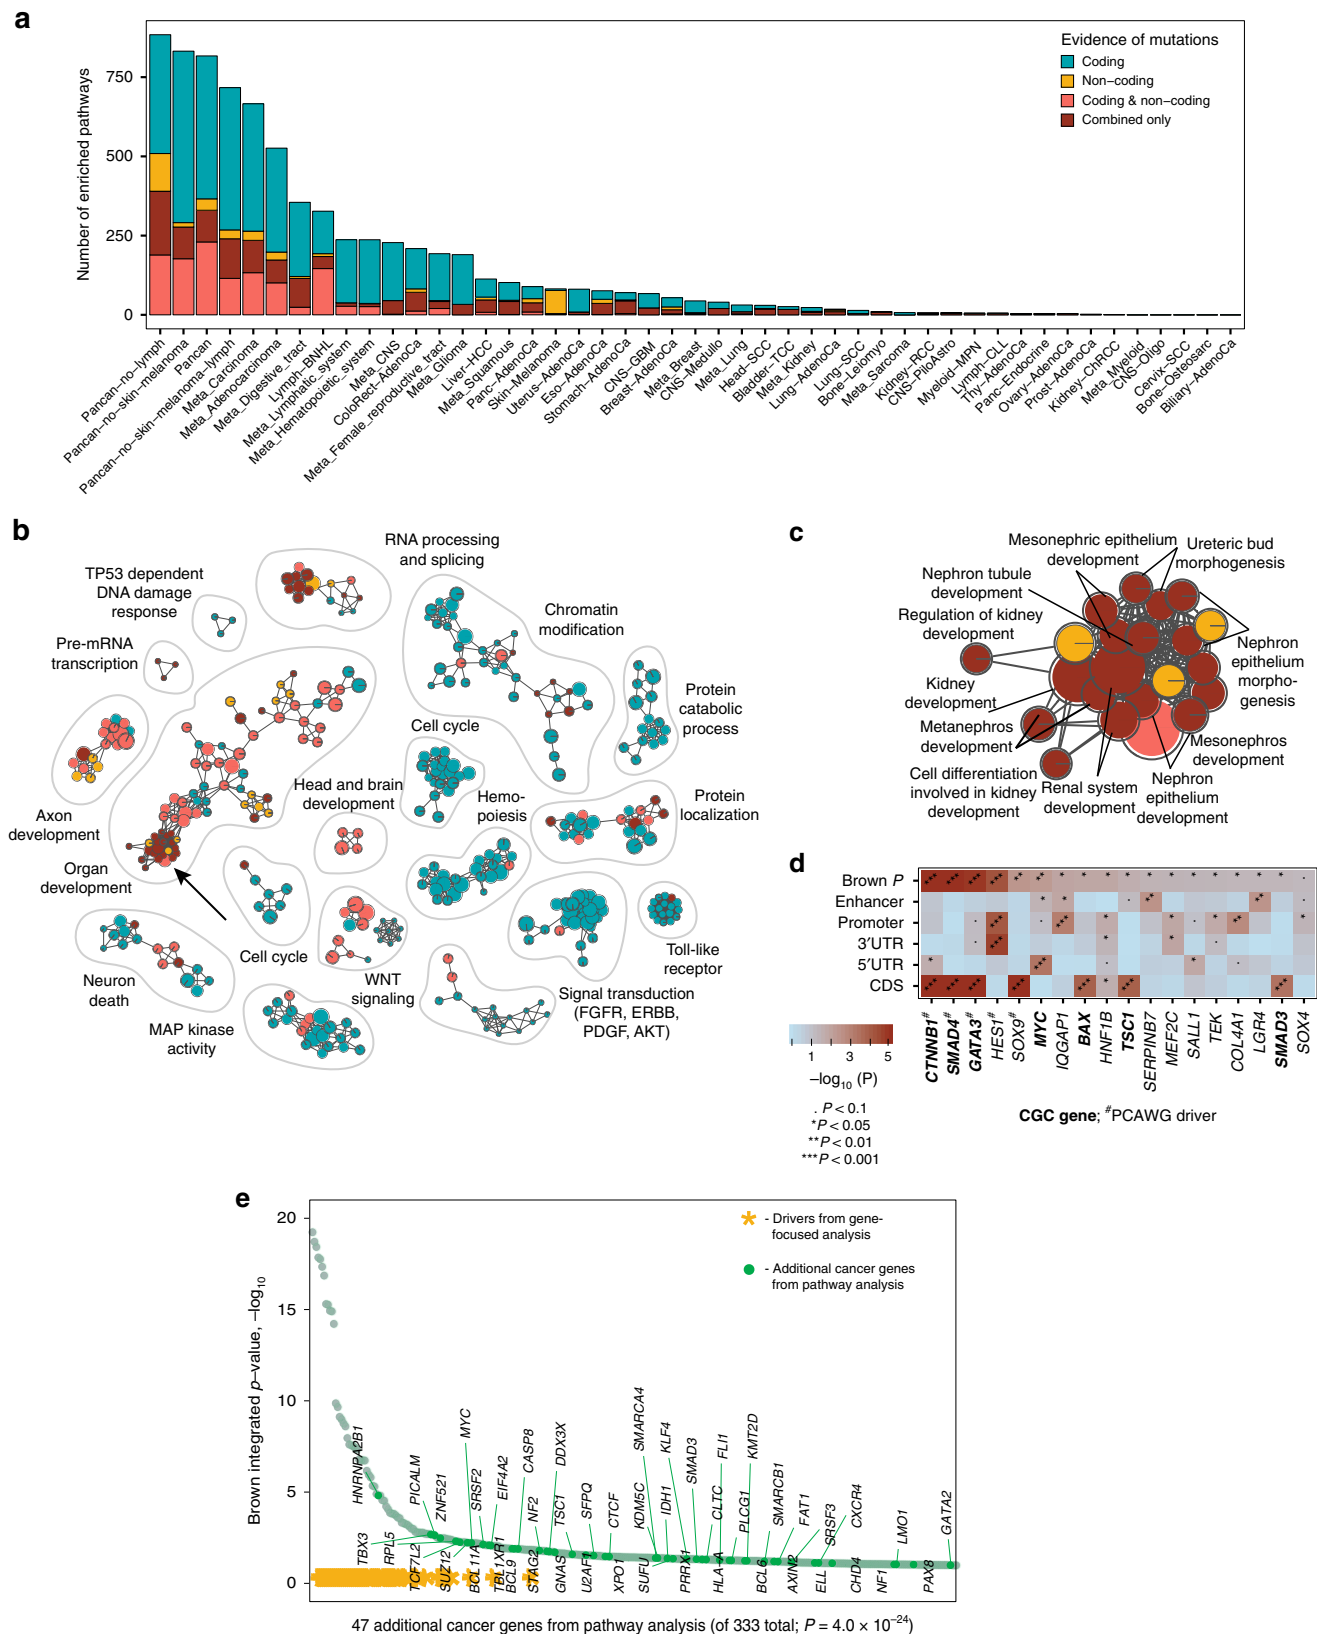 a
Number of enriched pathways
750
500
250
0
Evidence of mutations
Coding
Non−coding
Coding & non−coding
Combined only
Pancan−no−lymph
Pancan−no−skin−melanoma
Pancan
Pancan−no−skin−melanoma−lymph
Meta_Carcinoma
Meta_Adenocarcinoma
Meta_Digestive_tract
Lymph−BNHL
Meta_Lymphatic_system
Meta_Hematopoietic_system
Meta_CNS
ColoRect−AdenoCa
Meta_Female_reproductive_tract
Meta_Glioma
Liver−HCC
Meta_Squamous
Panc−AdenoCa
Skin−Melanoma
Uterus−AdenoCa
Eso−AdenoCa
Stomach−AdenoCa
CNS−GBM
Breast−AdenoCa
Meta_Breast
CNS−Medullo
Meta_Lung
Head−SCC
Bladder−TCC
Meta_Kidney
Lung−AdenoCa
Lung−SCC
Bone−Leiomyo
Meta_Sarcoma
Kidney−RCC
CNS−PiloAstro
Myeloid−MPN
Lymph−CLL
Thy−AdenoCa
Panc−Endocrine
Ovary−AdenoCa
Prost−AdenoCa
Kidney−ChRCC
Meta_Myeloid
CNS−Oligo
Cervix−SCC
Bone−Osteosarc
Biliary−AdenoCa
b
RNA processing
and splicing
TP53 dependent
DNA damage
response
Chromatin
modification
Pre-mRNA
transcription
Protein
catabolic
process
Cell cycle
Head and brain
development
Hemo-
poiesis
Protein
localization
Axon
development
Organ
development
Neuron
death
Cell cycle
WNT
signaling
Toll-like
receptor
MAP kinase
activity
Signal transduction
(FGFR, ERBB,
PDGF, AKT)
c
Mesonephric epithelium
development
Ureteric bud
morphogenesis
Nephron tubule
development
Regulation of kidney
development
Nephron
epithelium
morpho-
genesis
Kidney
development
Metanephros
development
Mesonephros
development
Cell differentiation
involved in kidney
development
Renal system
development
Nephron
epithelium
development
d
Brown P
Enhancer
Promoter
3′UTR
5′UTR
CDS
CTNNB1#
SMAD4#
GATA3#
HES1#
SOX9#
MYC
IQGAP1
BAX
HNF1B
TSC1
SERPINB7
MEF2C
SALL1
TEK
COL4A1
LGR4
SMAD3
SOX4
1 3 5
−log10 (P)
. P < 0.1
*P < 0.05
**P < 0.01
***P < 0.001
CGC gene; #PCAWG driver
e
Brown integrated p−value, −log10
20
15
10
5
0
- Drivers from gene-
focused analysis
- Additional cancer genes
from pathway analysis
HNRNPA2B1
PICALM
ZNF521
MYC
SRSF2
EIF4A2
CASP8
NF2
DDX3X
TSC1
SFPQ
CTCF
KDM5C
SMARCA4
IDH1
KLF4
SMAD3
CLTC
FLI1
PLCG1
KMT2D
SMARCB1
FAT1
SRSF3
CXCR4
LMO1
GATA2
TBX3
RPL5
TCF7L2
SUZ12
BCL11A
TBL1XR1
BCL9
STAG2
GNAS
U2AF1
XPO1
SUFU
PRRX1
HLA−A
BCL6
AXIN2
ELL
CHD4
NF1
PAX8
47 additional cancer genes from pathway analysis (of 333 total; P = 4.0 × 10−24)